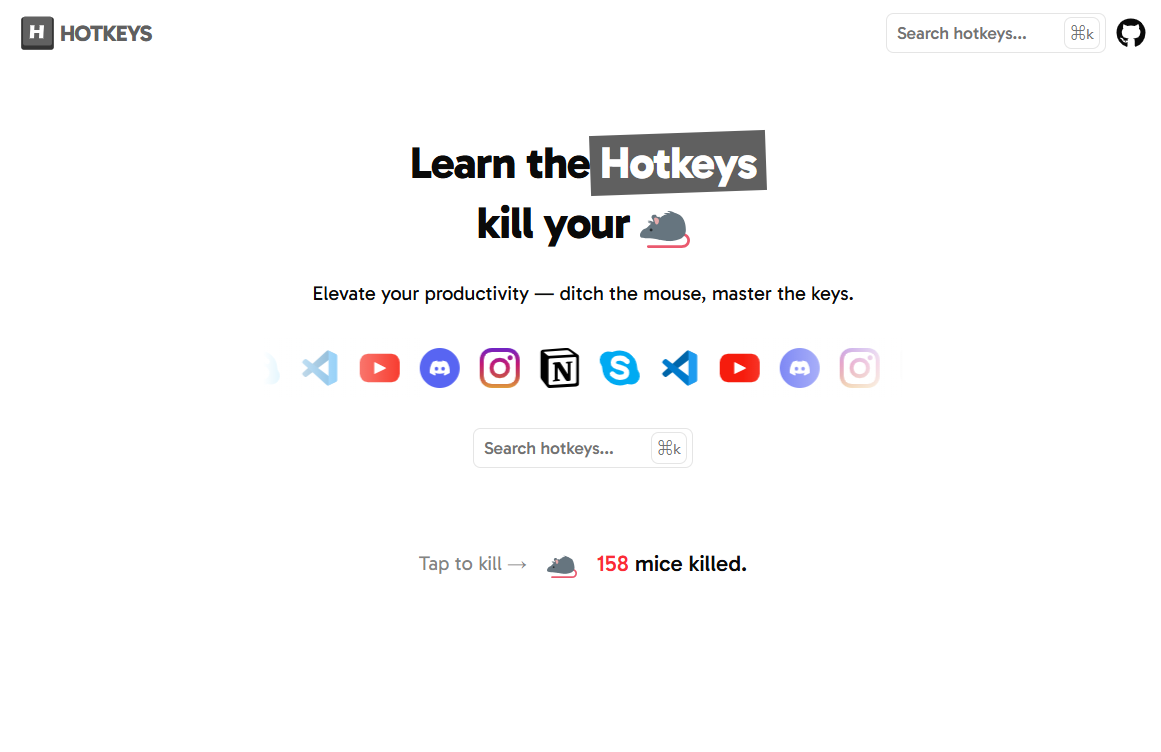 H HOTKEYS
Search hotkeys... ⌘k
Learn the Hotkeys
kill your
Elevate your productivity — ditch the mouse, master the keys.
N S
Search hotkeys... ⌘k
Tap to kill → 158 mice killed.